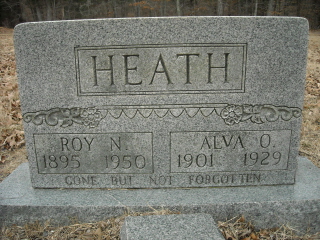 HEATH
ROY N. ALVA O.
1895 1950 1901 1929
GONE BUT NOT FORGOTTEN